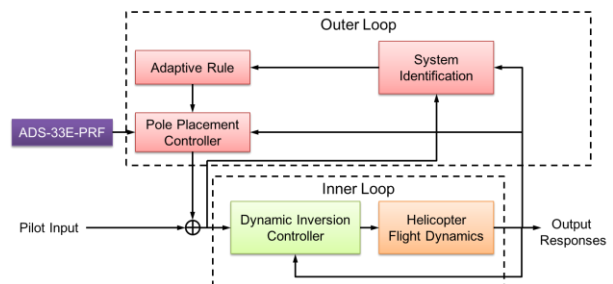 Outer Loop
Adaptive Rule
System
Identification
ADS-33E-PRF
Pole Placement
Controller
Inner Loop
Pilot Input
Dynamic Inversion
Controller
Helicopter
Flight Dynamics
Output
Responses